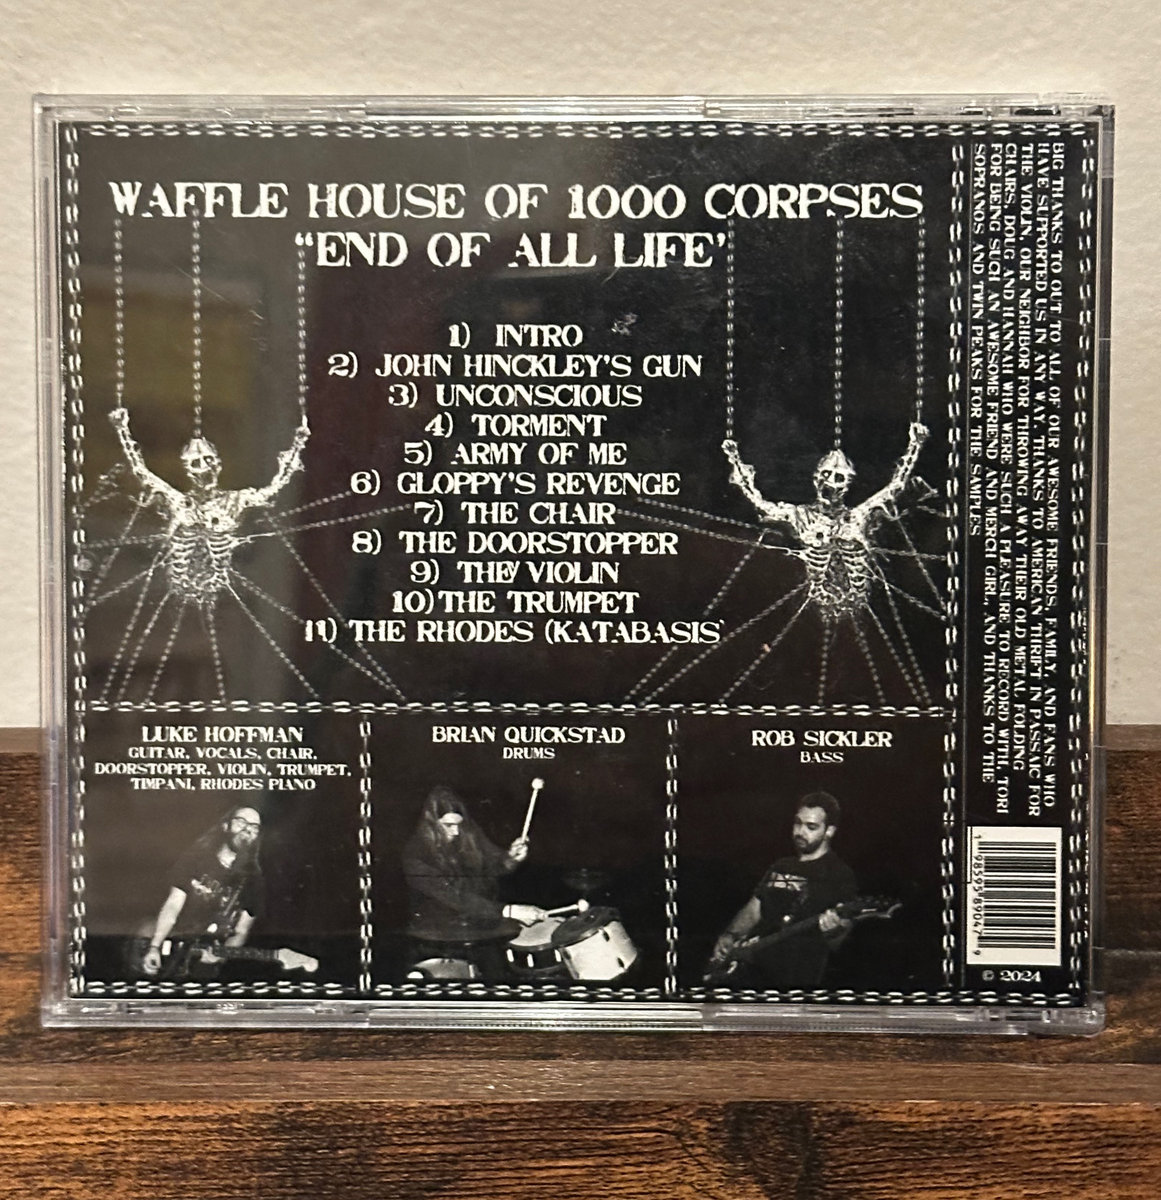 WAFFLE HOUSE OF 1000 CORPSES
"END OF ALL LIFE"
1) INTRO
2) JOHN HINCKLEY'S GUN
3) UNCONSCIOUS
4) TORMENT
5) ARMY OF ME
6) GLOPPY'S REVENGE
7) THE CHAIR
8) THE DOORSTOPPER
9) THE VIOLIN
10) THE TRUMPET
11) THE RHODES (KATABASIS)
LUKE HOFFMAN
GUITAR, VOCALS, CHAIR,
DOORSTOPPER, VIOLIN, TRUMPET,
TIMPANI, RHODES PIANO
BRIAN QUICKSTAD
DRUMS
ROB SICKLER
BASS
BIG THANKS TO OUT TO ALL OF OUR AWESOME FRIENDS, FAMILY, AND FANS WHO
HAVE SUPPORTED US IN ANY WAY. THANKS TO AMERICAN THRIFT IN PASSAIC FOR
THE VIOLIN, OUR NEIGHBOR FOR THROWING AWAY THEIR OLD METAL FOLDING
CHAIRS, DOUG AND HANNAH WHO WERE SUCH A PLEASURE TO RECORD WITH, TORI
FOR BEING SUCH AN AWESOME FRIEND AND MERCH GIRL, AND THANKS TO THE
SOPRANOS AND TWIN PEAKS FOR THE SAMPLES
1 98595 89047 9
© 2024